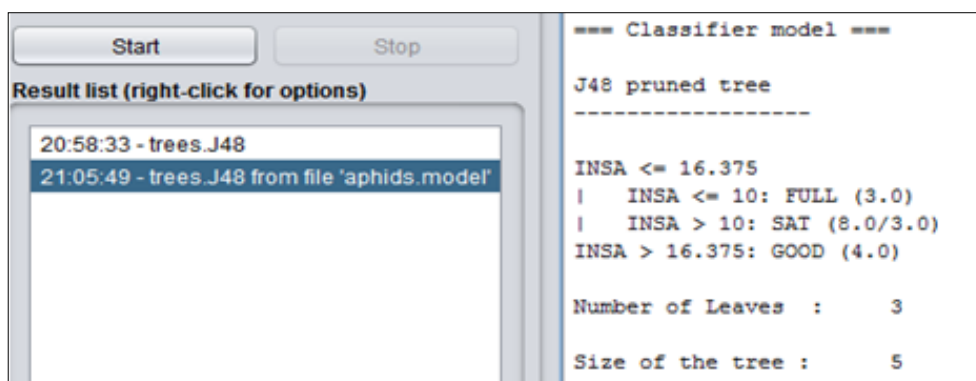 Start
Stop
Result list (right-click for options)
20:58:33 - trees.J48
21:05:49 - trees.J48 from file 'aphids.model'
=== Classifier model ===
J48 pruned tree
------------------
INSA <= 16.375
|   INSA <= 10: FULL (3.0)
|   INSA > 10: SAT (8.0/3.0)
INSA > 16.375: GOOD (4.0)
Number of Leaves  :     3
Size of the tree :     5